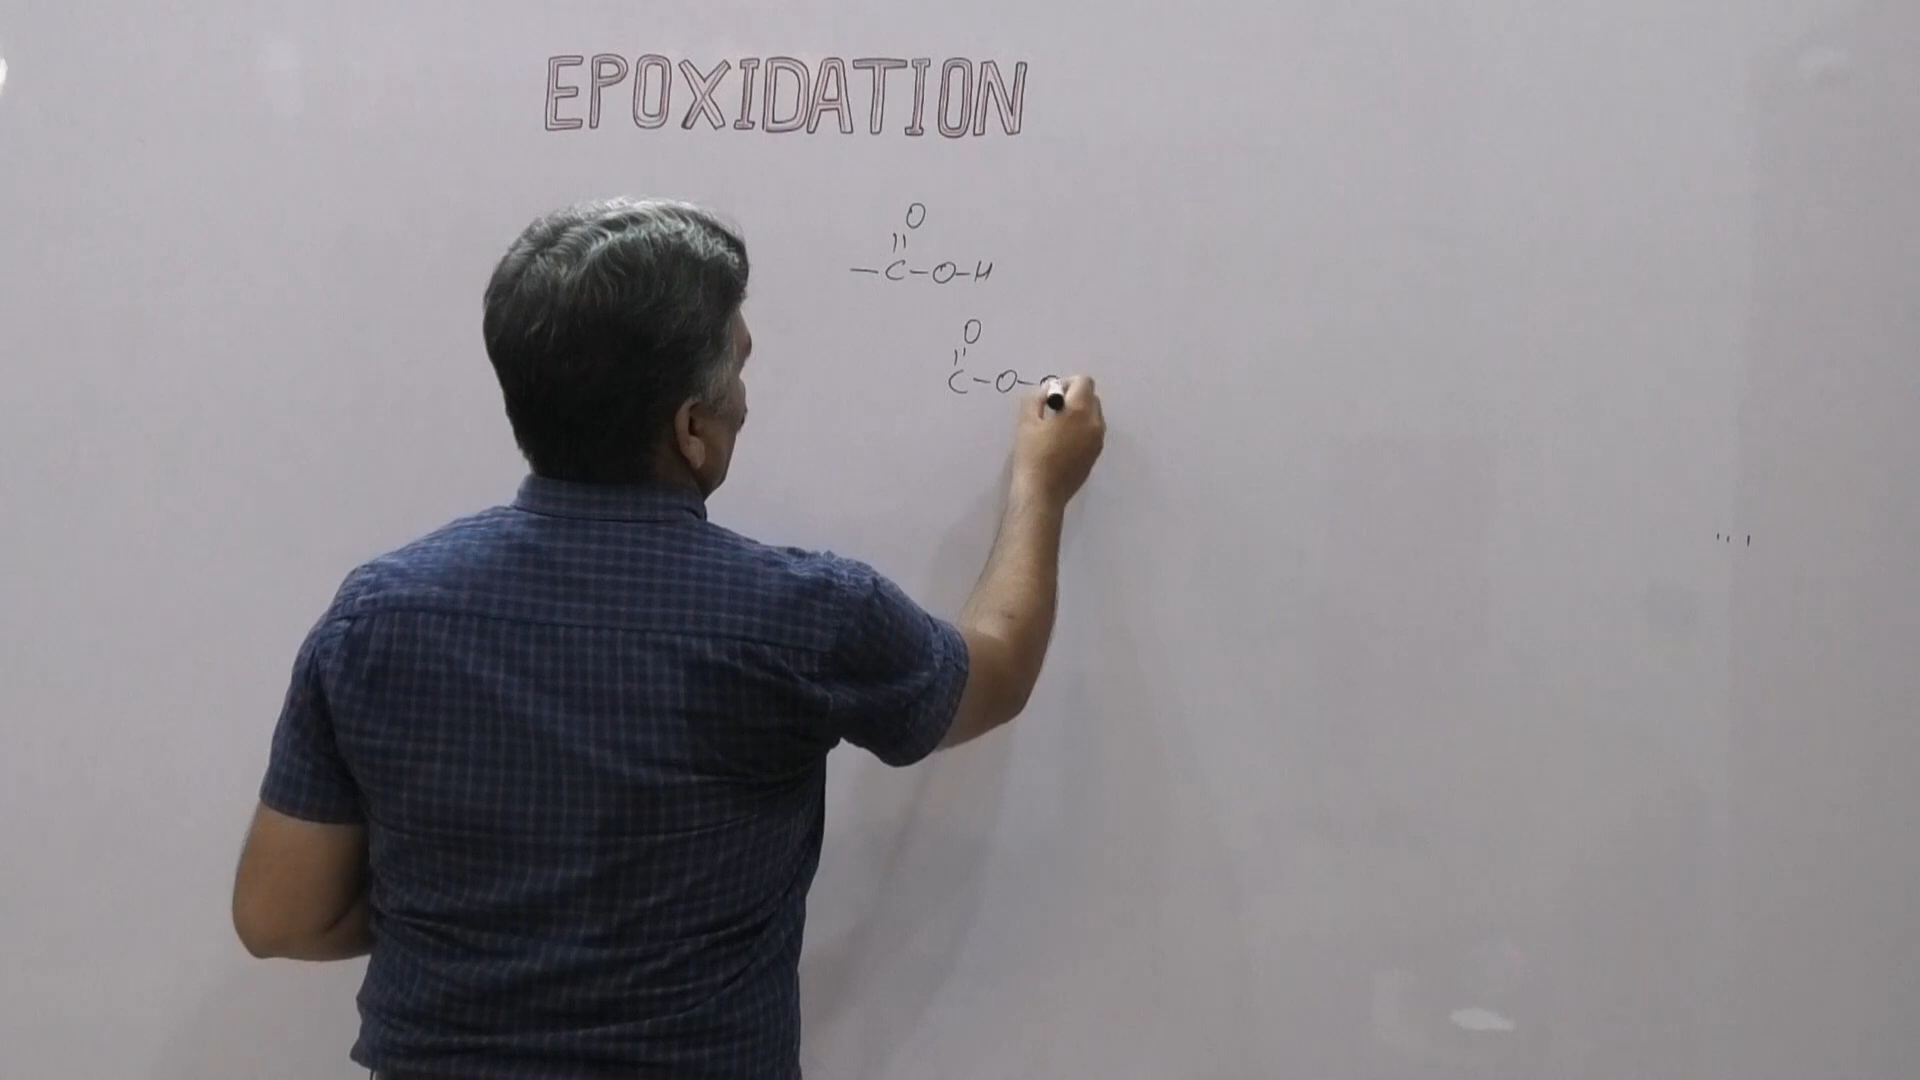 EPOXIDATION
O
||
—C-O-H
O
||
C-O-O